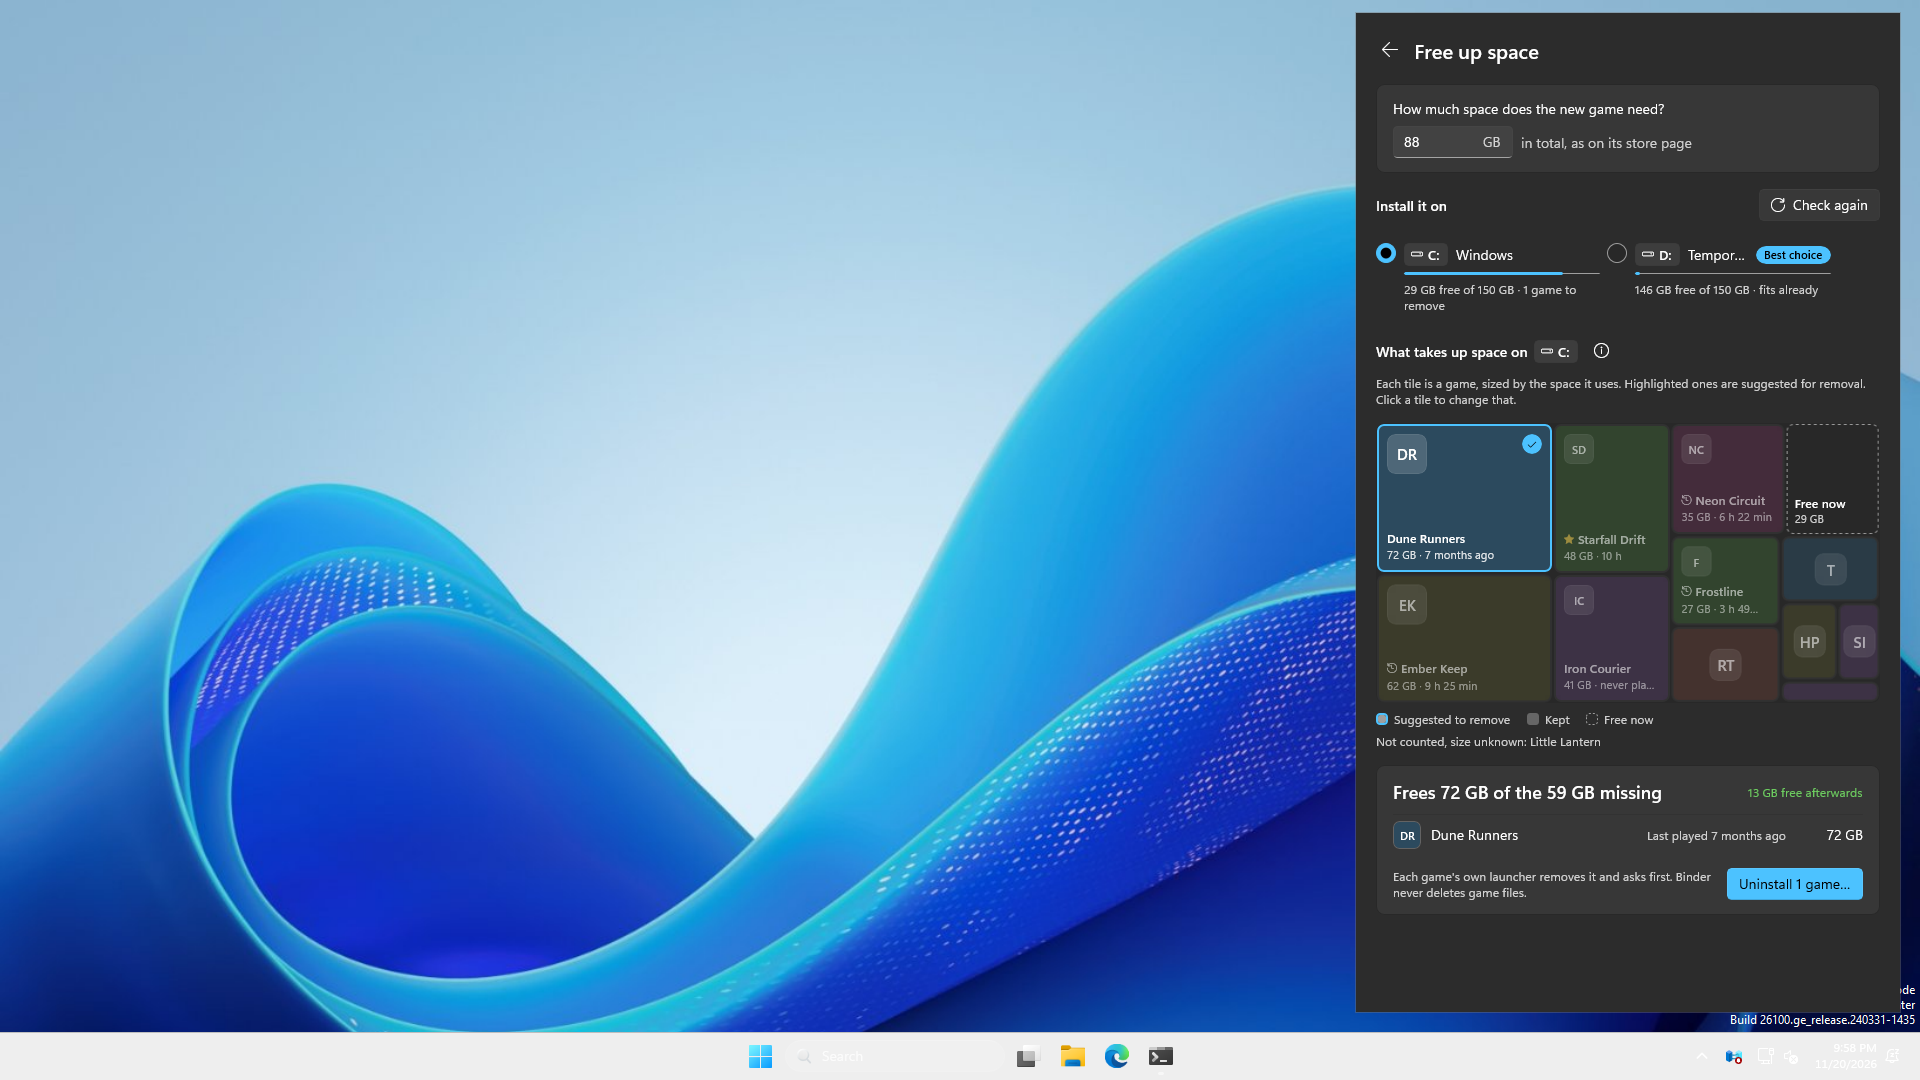 Free up space
How much space does the new game need?
88 GB in total, as on its store page
Install it on
Check again
C: Windows
29 GB free of 150 GB · 1 game to
remove
D: Tempor... Best choice
146 GB free of 150 GB · fits already
What takes up space on C:
Each tile is a game, sized by the space it uses. Highlighted ones are suggested for removal.
Click a tile to change that.
DR
Dune Runners
72 GB · 7 months ago
SD
Starfall Drift
48 GB · 10 h
NC
Neon Circuit
35 GB · 6 h 22 min
Free now
29 GB
EK
Ember Keep
62 GB · 9 h 25 min
IC
Iron Courier
41 GB · never pla...
F
Frostline
27 GB · 3 h 49...
T
RT
HP
SI
Suggested to remove
Kept
Free now
Not counted, size unknown: Little Lantern
Frees 72 GB of the 59 GB missing
13 GB free afterwards
DR Dune Runners Last played 7 months ago 72 GB
Each game's own launcher removes it and asks first. Binder
never deletes game files.
Uninstall 1 game...
Build 26100.ge_release.240331-1435
Search
9:58 PM
11/20/2026